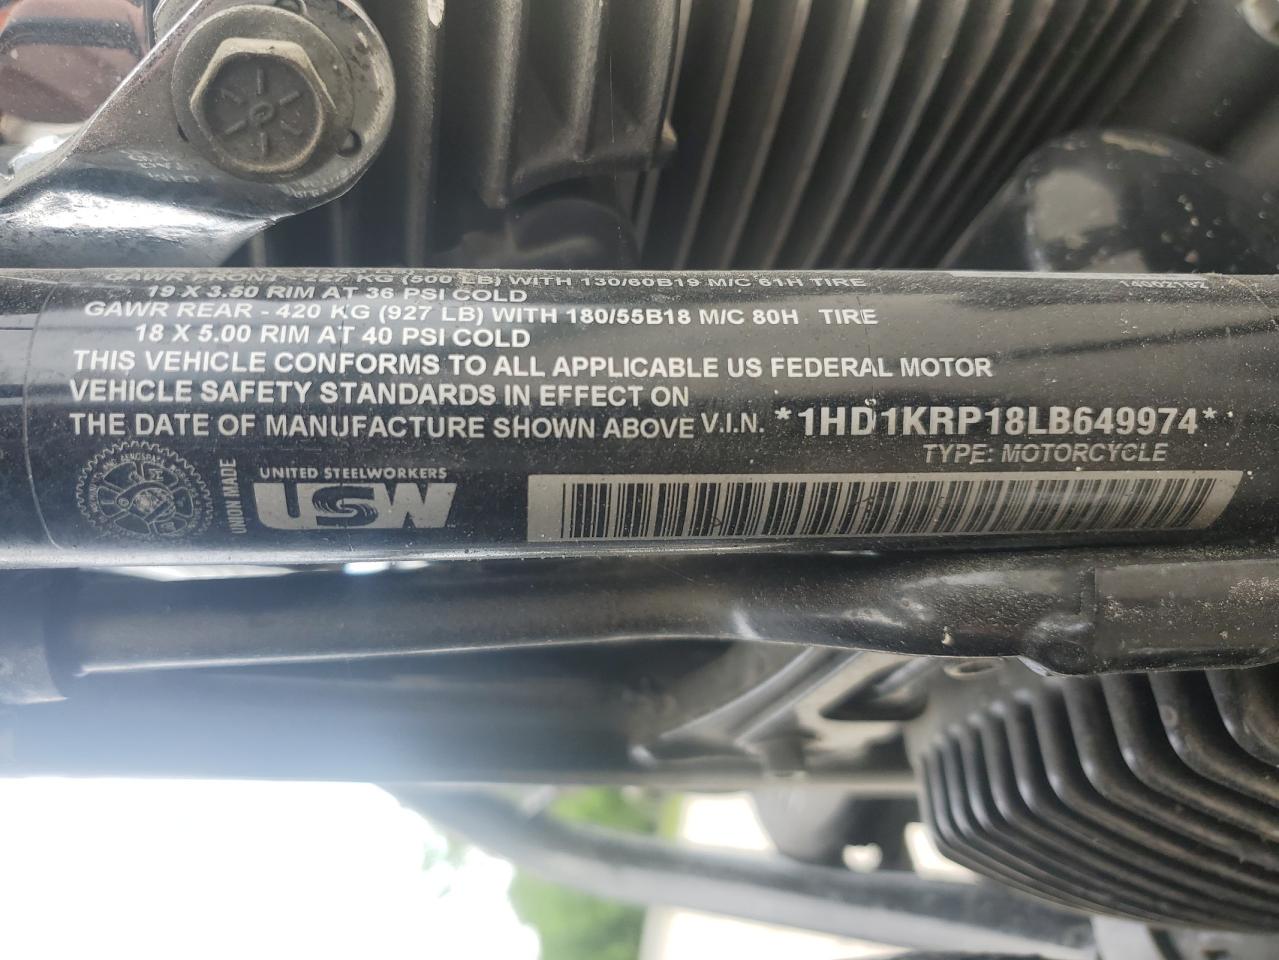 GAWR FRONT - 227 KG (500 LB) WITH 130/60B19 M/C 61H TIRE
19 X 3.50 RIM AT 36 PSI COLD
GAWR REAR - 420 KG (927 LB) WITH 180/55B18 M/C 80H TIRE
18 X 5.00 RIM AT 40 PSI COLD
THIS VEHICLE CONFORMS TO ALL APPLICABLE US FEDERAL MOTOR
VEHICLE SAFETY STANDARDS IN EFFECT ON
THE DATE OF MANUFACTURE SHOWN ABOVE V.I.N. *1HD1KRP18LB649974*
TYPE: MOTORCYCLE
UNION MADE
UNITED STEELWORKERS
USW